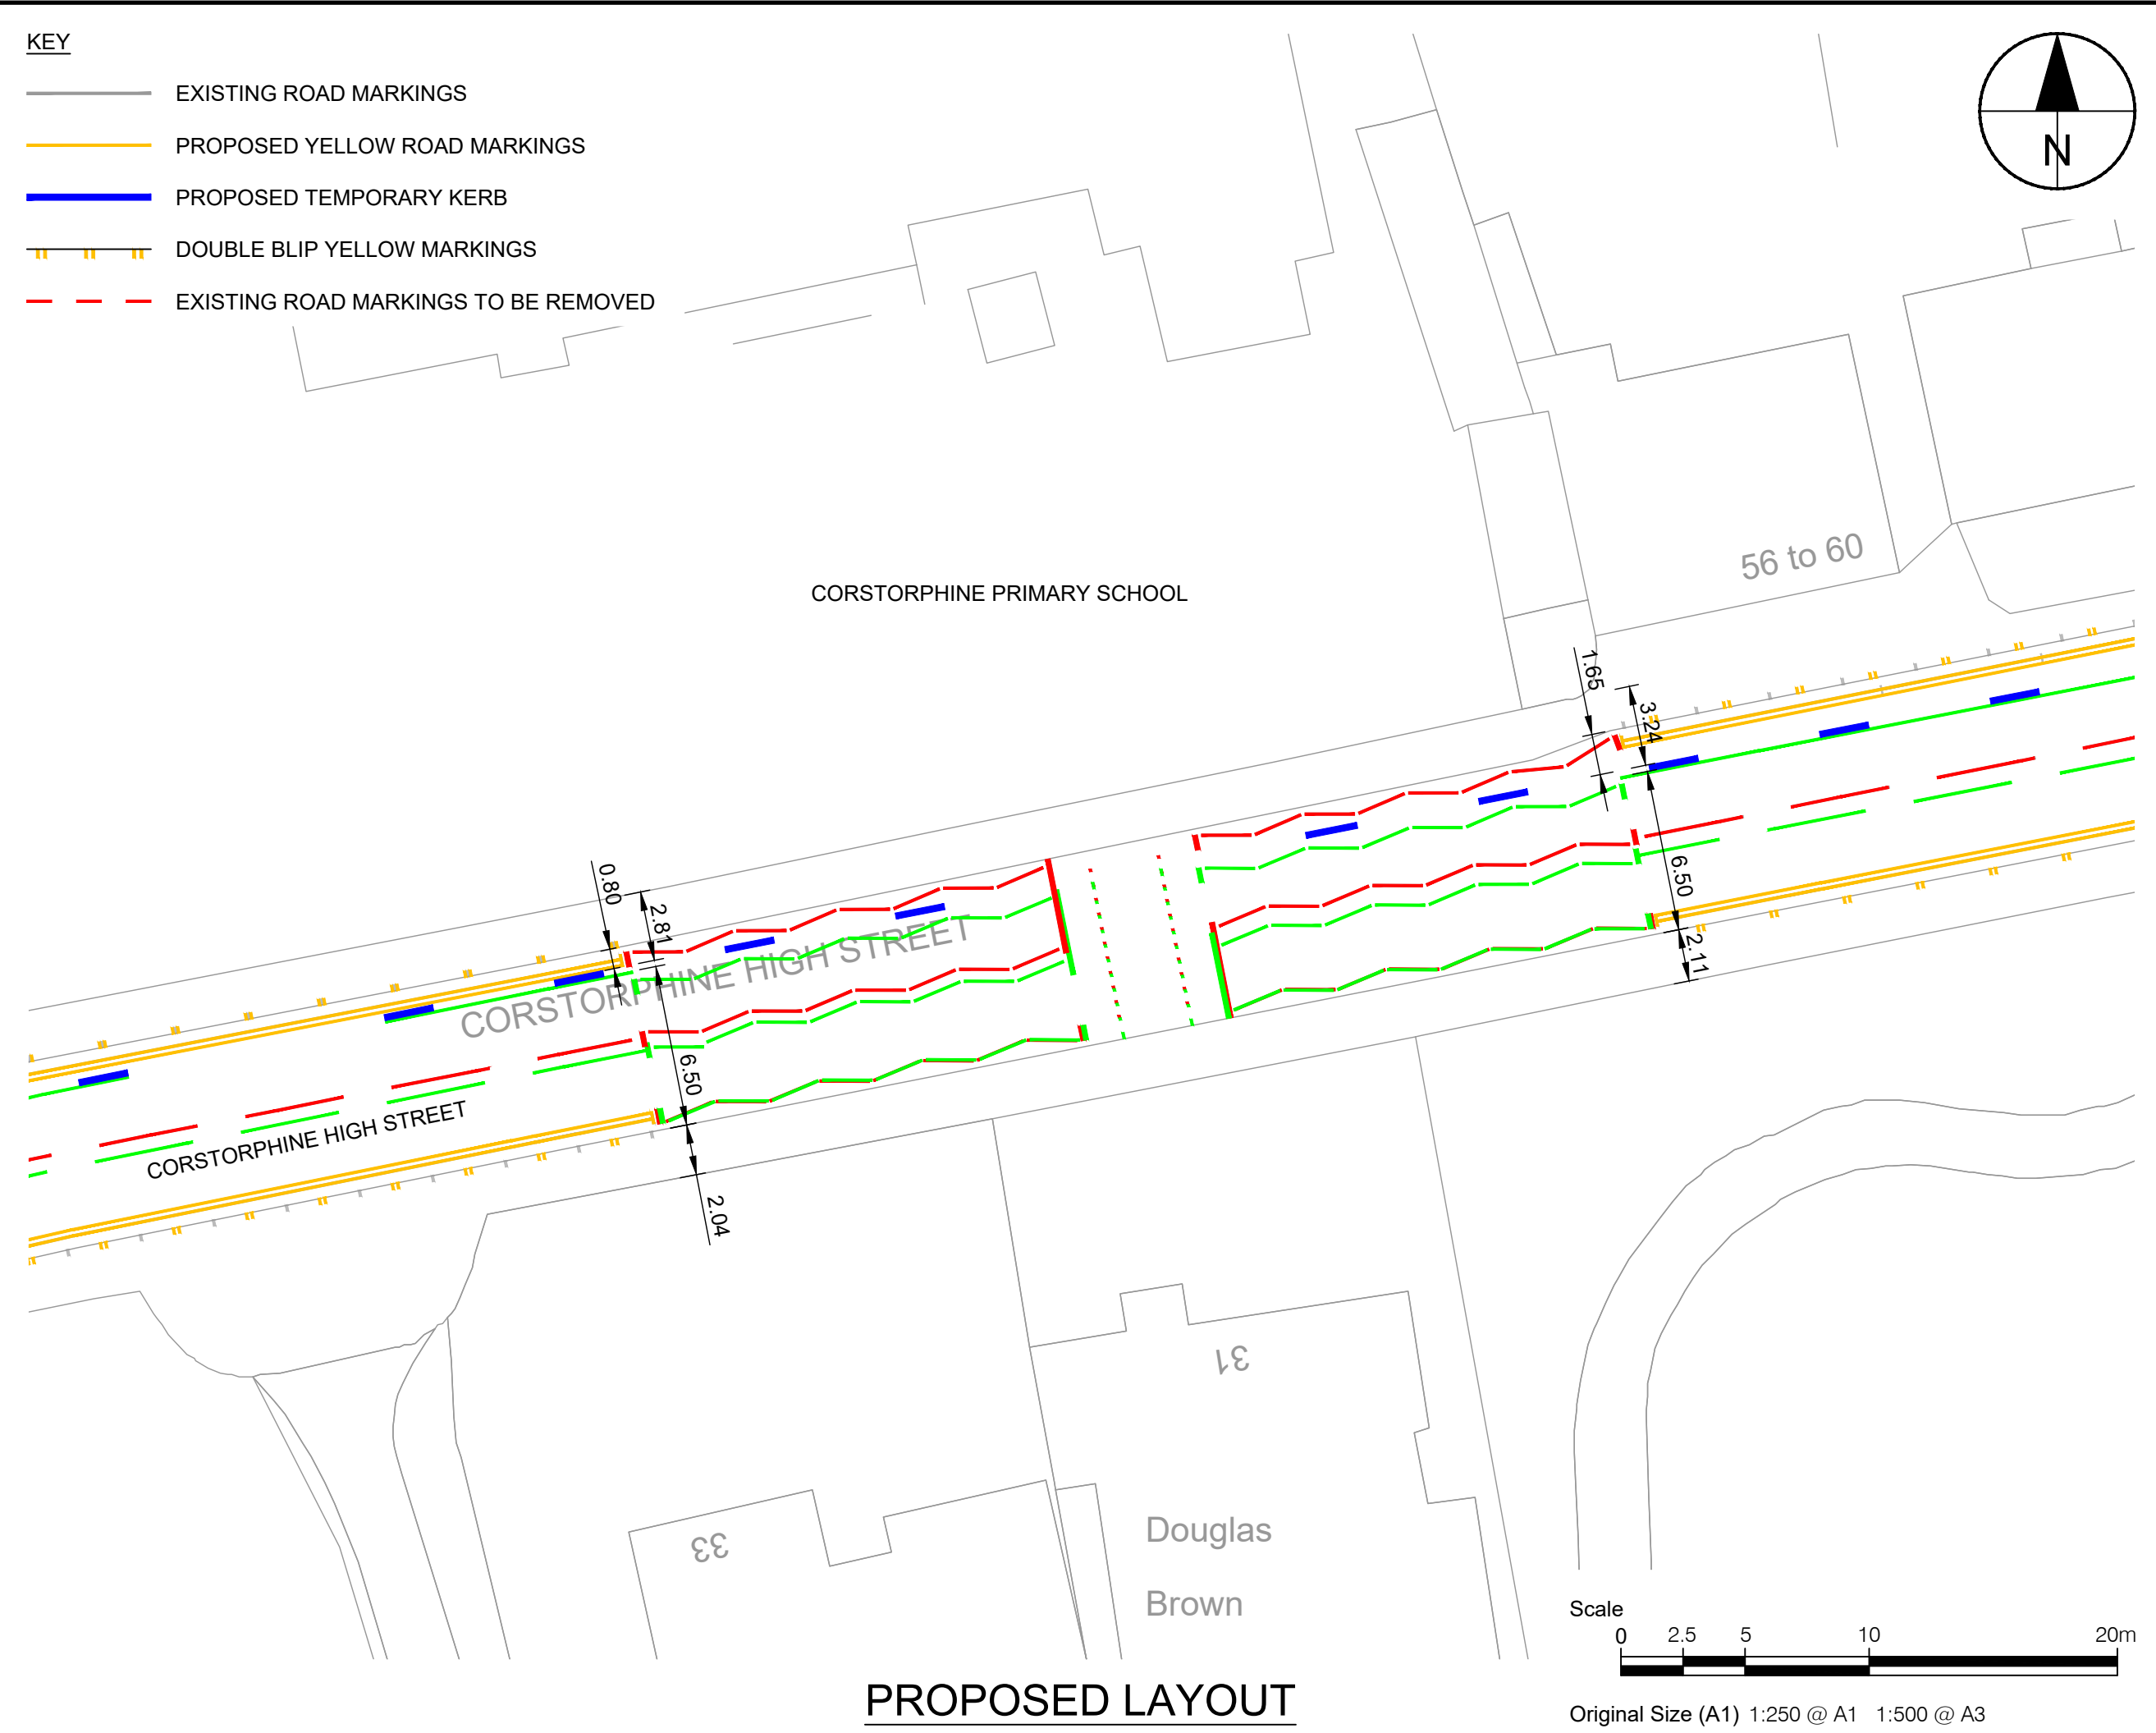 KEY
EXISTING ROAD MARKINGS
PROPOSED YELLOW ROAD MARKINGS
PROPOSED TEMPORARY KERB
DOUBLE BLIP YELLOW MARKINGS
EXISTING ROAD MARKINGS TO BE REMOVED
N
56 to 60
CORSTORPHINE PRIMARY SCHOOL
1.65
3.24
0.80
2.81
6.50
CORSTORPHINE HIGH STREET
2.11
6.50
CORSTORPHINE HIGH STREET
2.04
31
33
Douglas
Brown
Scale
0 2.5 5 10 20m
PROPOSED LAYOUT
Original Size (A1) 1:250 @ A1 1:500 @ A3